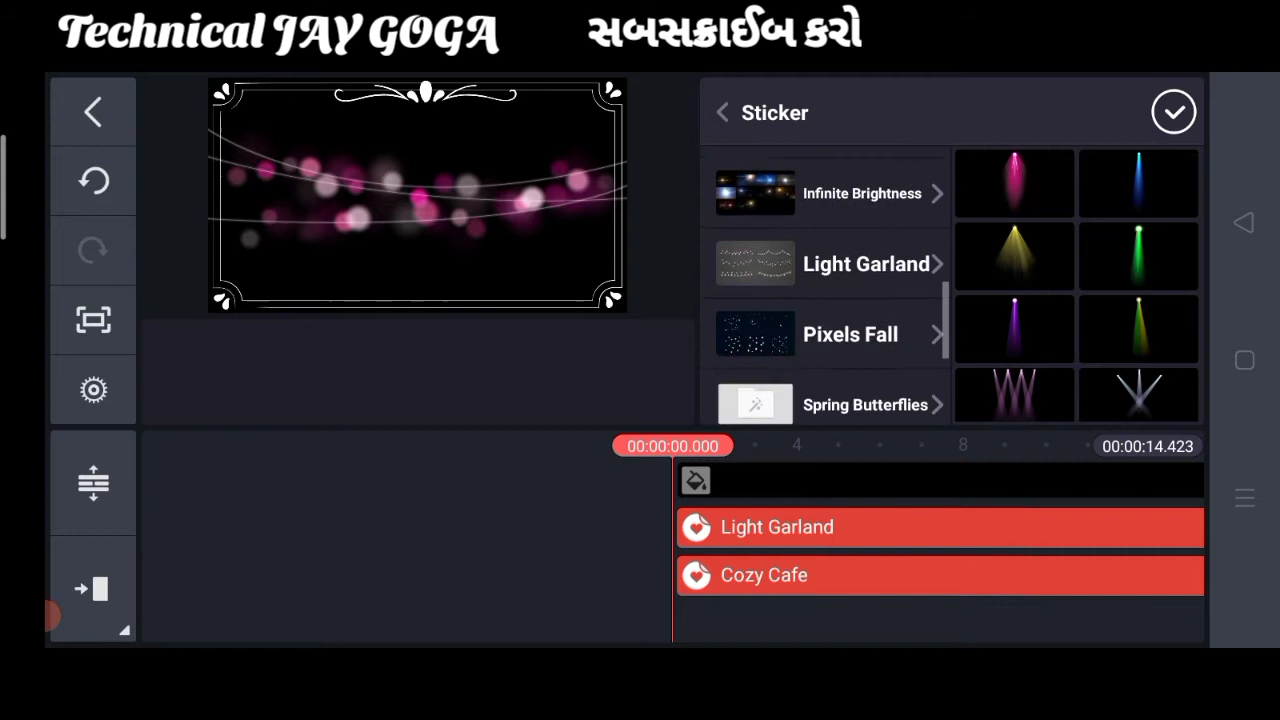 Technical JAY GOGA
સબસક્રાઈબ કરો
Sticker
Infinite Brightness
Light Garland
Pixels Fall
Spring Butterflies
00:00:00.000
4
8
00:00:14.423
Light Garland
Cozy Cafe